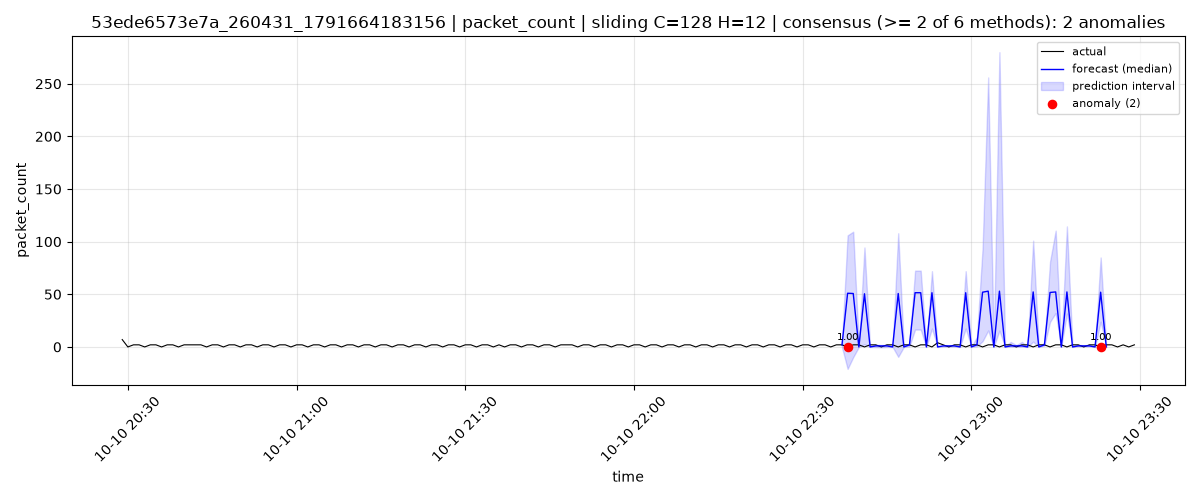 53ede6573e7a_260431_1791664183156 | packet_count | sliding C=128 H=12 | consensus (>= 2 of 6 methods): 2 anomalies
actual
forecast (median)
prediction interval
anomaly (2)
packet_count
250
200
150
100
50
0
1.00
1.00
10-10 20:30
10-10 21:00
10-10 21:30
10-10 22:00
10-10 22:30
10-10 23:00
10-10 23:30
time